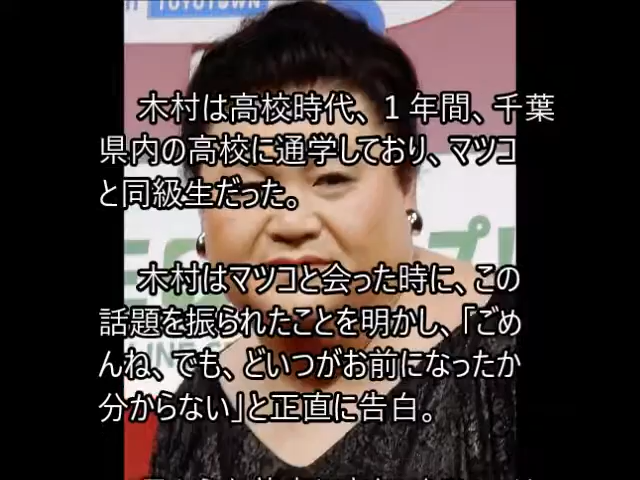 TOYOTOWN
木村は高校時代、1年間、千葉
県内の高校に通学しており、マツコ
と同級生だった。
木村はマツコと会った時に、この
話題を振られたことを明かし、「ごめ
んね、でも、どいつがお前になったか
分からない」と正直に告白。